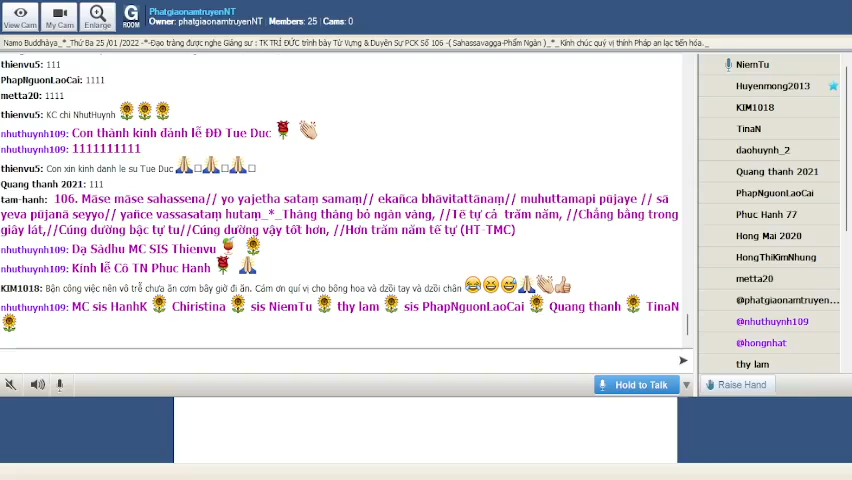 View Cam
My Cam
Enlarge
G ROOM
PhatgiaonamtruyenNT
Owner: phatgiaonamtruyenNT Members: 25 Cams: 0
Namo Buddhàya_*_Thứ Ba 25 /01 /2022 -*-Đạo tràng được nghe Giảng sư : TK TRÍ ĐỨC trình bày Từ Vựng & Duyên Sự PCK Số 106 -( Sahassavagga-Phẩm Ngàn )_*_Kính chúc quý vị thính Pháp an lạc tiến hóa._
thienvu5: 111
PhapNguonLaoCai: 1111
metta20: 1111
thienvu5: KC chi NhutHuynh
nhuthuynh109: Con thành kính đảnh lễ ĐĐ Tue Duc
nhuthuynh109: 1111111111
thienvu5: Con xin kinh danh le su Tue Duc
Quang thanh 2021: 111
tam-hanh: 106. Māse māse sahassena// yo yajetha sataṃ samaṃ// ekañca bhāvitattānaṃ// muhuttamapi pūjaye // sā
yeva pūjanā seyyo// yañce vassasataṃ hutaṃ_*_Tháng tháng bỏ ngàn vàng, //Tế tự cả trăm năm, //Chẳng bằng trong
giây lát,//Cúng dường bậc tự tu//Cúng dường vậy tốt hơn, //Hơn trăm năm tế tự (HT-TMC)
nhuthuynh109: Dạ Sàdhu MC SIS Thienvu
nhuthuynh109: Kính lễ Cô TN Phuc Hanh
KIM1018: Bận công việc nên vô trễ chưa ăn cơm bây giờ đi ăn. Cám ơn quí vị cho bông hoa và dzõi tay và dzõi chân
nhuthuynh109: MC sis HanhK Chiristina sis NiemTu thy lam sis PhapNguonLaoCai Quang thanh TinaN
Hold to Talk
NiemTu
Huyenmong2013
KIM1018
TinaN
daohuynh_2
Quang thanh 2021
PhapNguonLaoCai
Phuc Hanh 77
Hong Mai 2020
HongThiKimNhung
metta20
@phatgiaonamtruyen...
@nhuthuynh109
@hongnhat
thy lam
Raise Hand